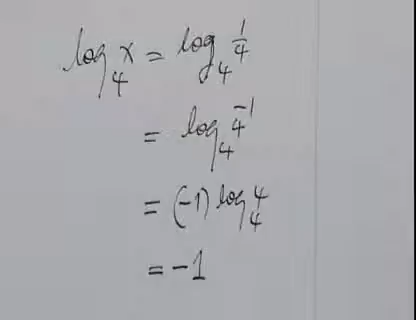 log₄ x = log₄ 1/4
= log₄ 4⁻¹
= (-1) log₄ 4
= -1